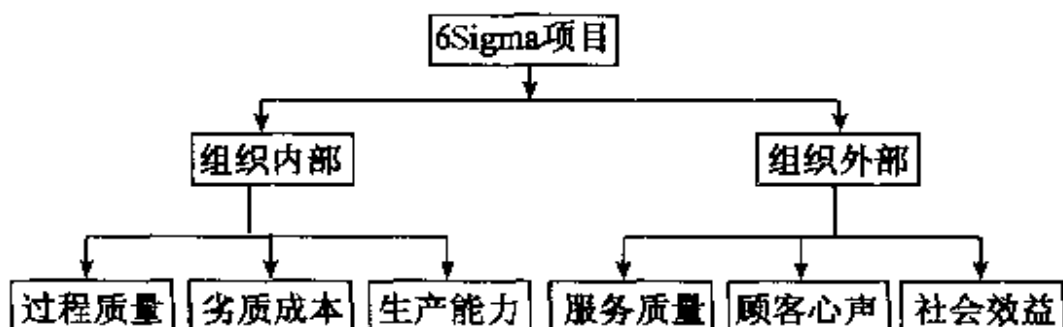 6Sigma项目
组织内部
组织外部
过程质量
劣质成本
生产能力
服务质量
顾客心声
社会效益